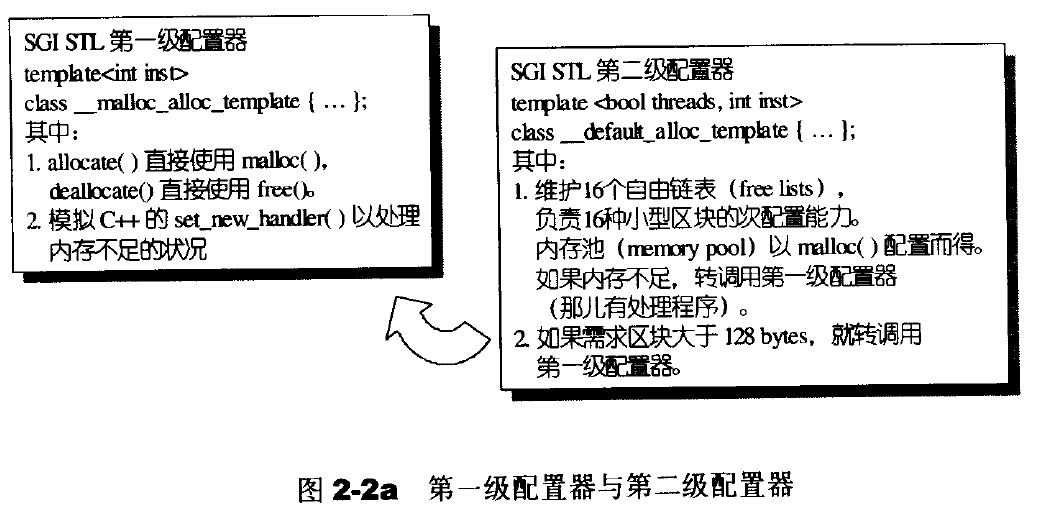 SGI STL 第一级配置器
template<int inst>
class __malloc_alloc_template { … };
其中：
1. allocate( ) 直接使用 malloc( )，
deallocate() 直接使用 free()。
2. 模拟 C++ 的 set_new_handler( ) 以处理
内存不足的状况
SGI STL 第二级配置器
template <bool threads, int inst>
class __default_alloc_template { … };
其中：
1. 维护16个自由链表（free lists），
负责16种小型区块的次配置能力。
内存池（memory pool）以 malloc( ) 配置而得。
如果内存不足，转调用第一级配置器
（那儿有处理程序）。
2. 如果需求区块大于 128 bytes，就转调用
第一级配置器。
图 2-2a 第一级配置器与第二级配置器